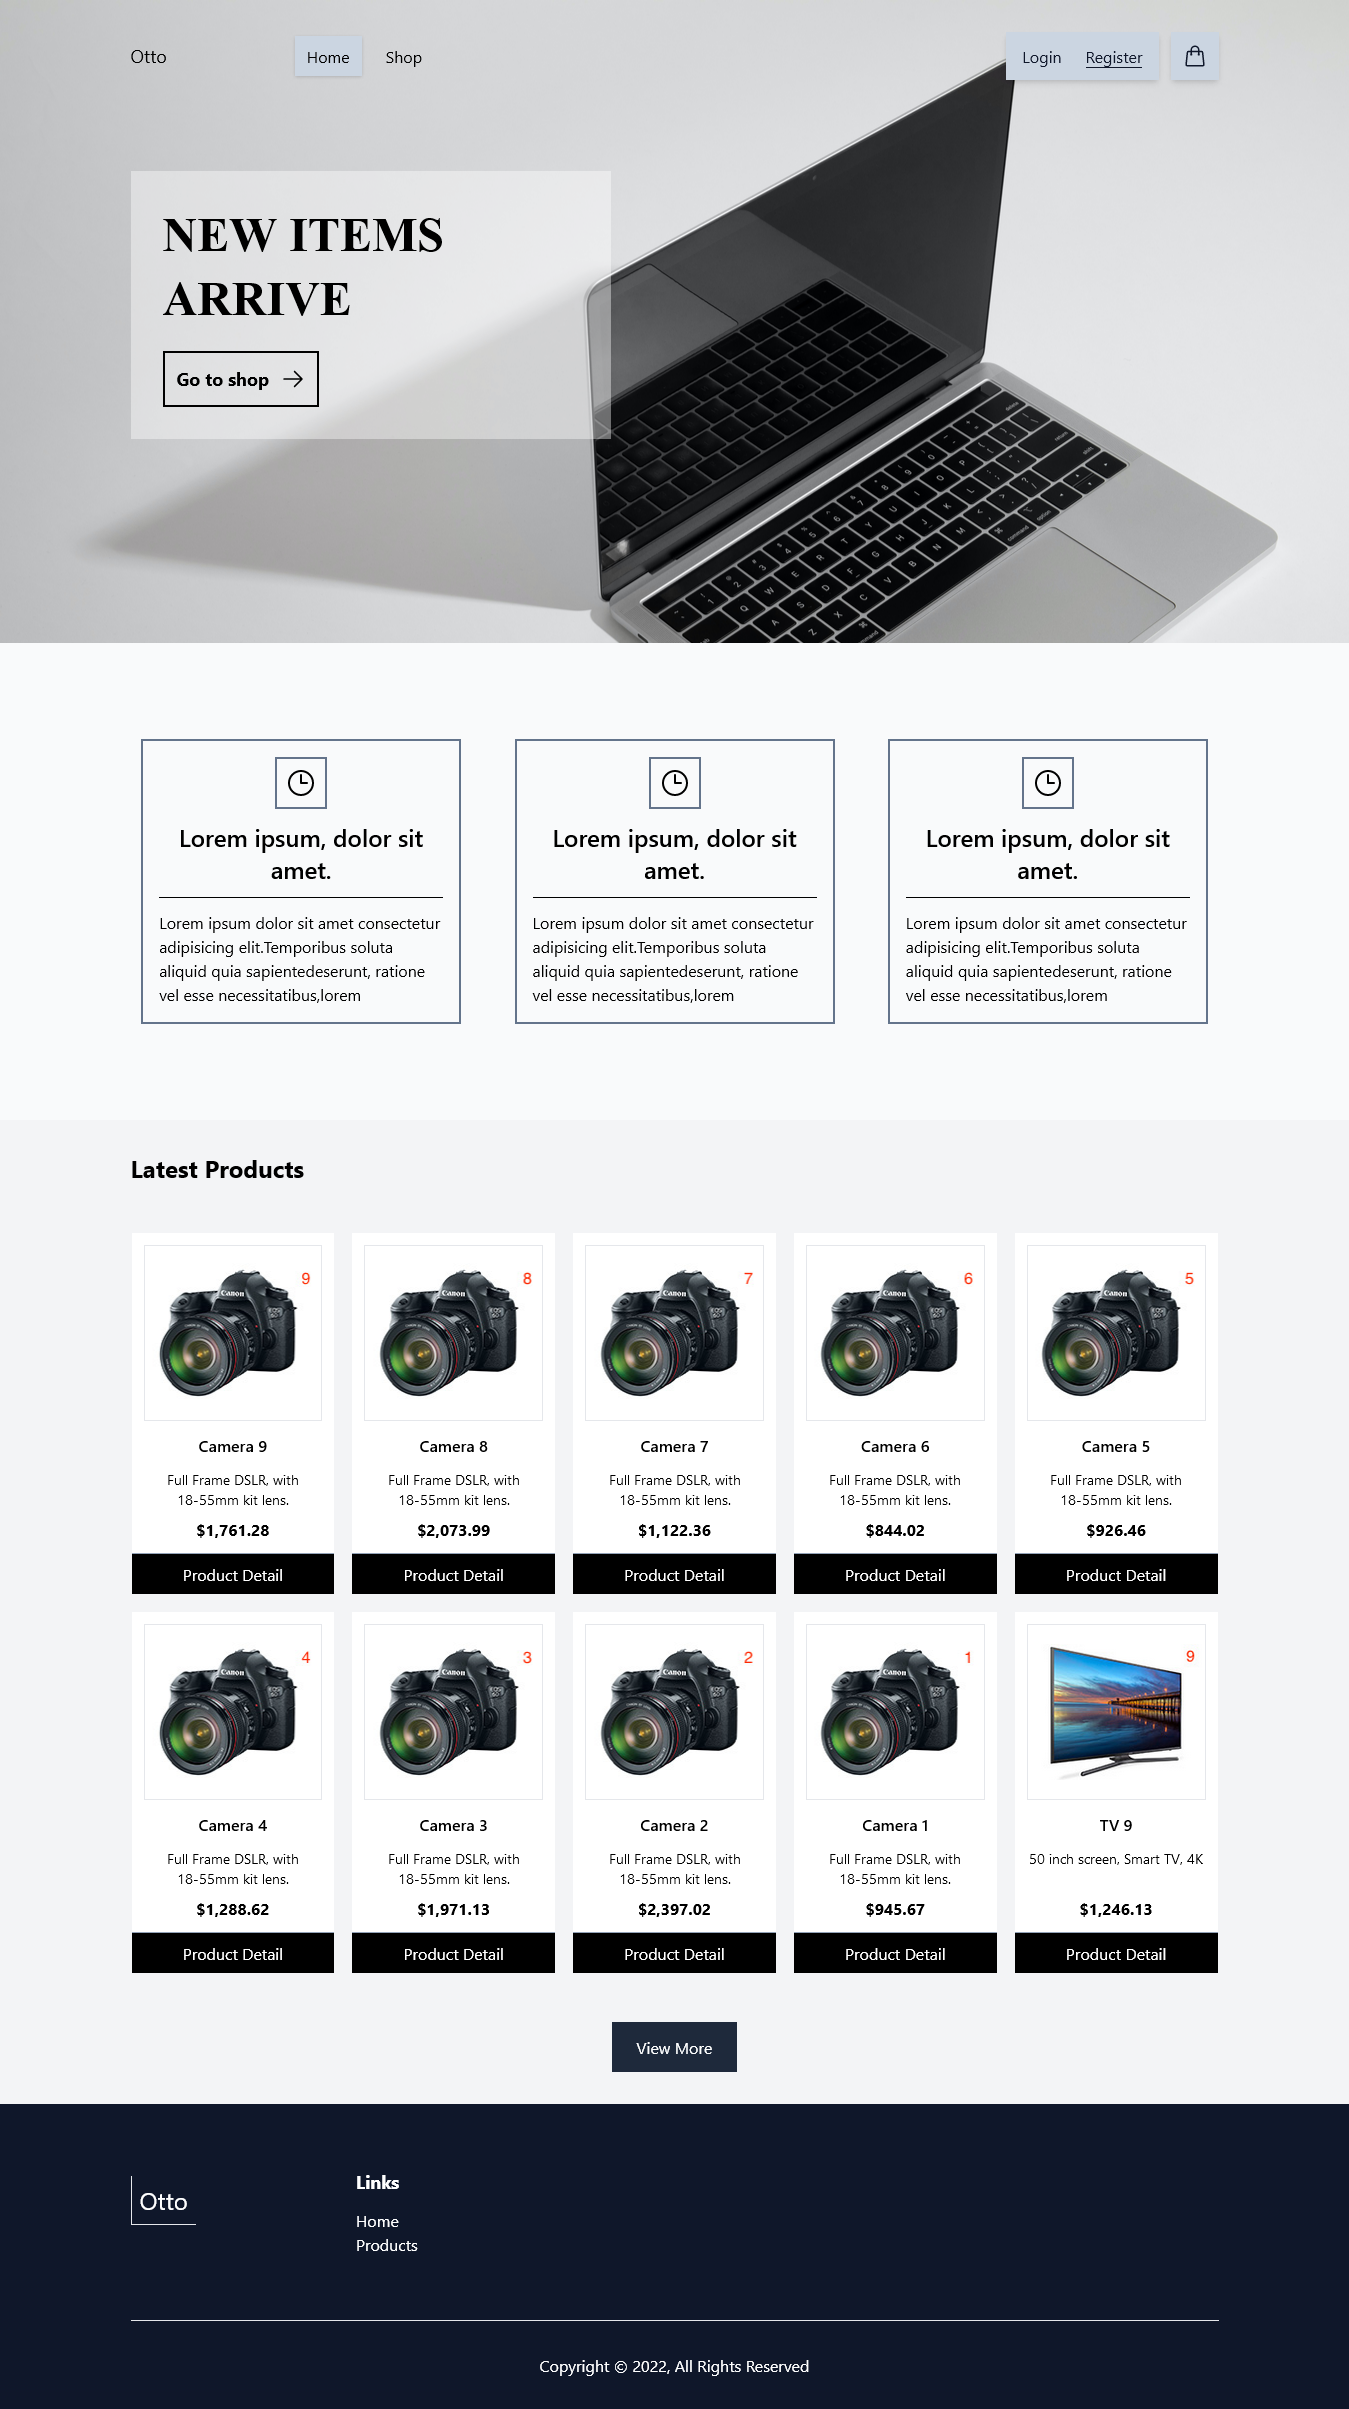 Otto
Home
Shop
Login
Register
NEW ITEMS
ARRIVE
Go to shop
Lorem ipsum, dolor sit
amet.
Lorem ipsum dolor sit amet consectetur
adipisicing elit.Temporibus soluta
aliquid quia sapientedeserunt, ratione
vel esse necessitatibus,lorem
Lorem ipsum, dolor sit
amet.
Lorem ipsum dolor sit amet consectetur
adipisicing elit.Temporibus soluta
aliquid quia sapientedeserunt, ratione
vel esse necessitatibus,lorem
Lorem ipsum, dolor sit
amet.
Lorem ipsum dolor sit amet consectetur
adipisicing elit.Temporibus soluta
aliquid quia sapientedeserunt, ratione
vel esse necessitatibus,lorem
Latest Products
9
Canon
Camera 9
Full Frame DSLR, with
18-55mm kit lens.
$1,761.28
Product Detail
8
Canon
Camera 8
Full Frame DSLR, with
18-55mm kit lens.
$2,073.99
Product Detail
7
Canon
Camera 7
Full Frame DSLR, with
18-55mm kit lens.
$1,122.36
Product Detail
6
Canon
Camera 6
Full Frame DSLR, with
18-55mm kit lens.
$844.02
Product Detail
5
Canon
Camera 5
Full Frame DSLR, with
18-55mm kit lens.
$926.46
Product Detail
4
Canon
Camera 4
Full Frame DSLR, with
18-55mm kit lens.
$1,288.62
Product Detail
3
Canon
Camera 3
Full Frame DSLR, with
18-55mm kit lens.
$1,971.13
Product Detail
2
Canon
Camera 2
Full Frame DSLR, with
18-55mm kit lens.
$2,397.02
Product Detail
1
Canon
Camera 1
Full Frame DSLR, with
18-55mm kit lens.
$945.67
Product Detail
9
TV 9
50 inch screen, Smart TV, 4K
$1,246.13
Product Detail
View More
Otto
Links
Home
Products
Copyright © 2022, All Rights Reserved